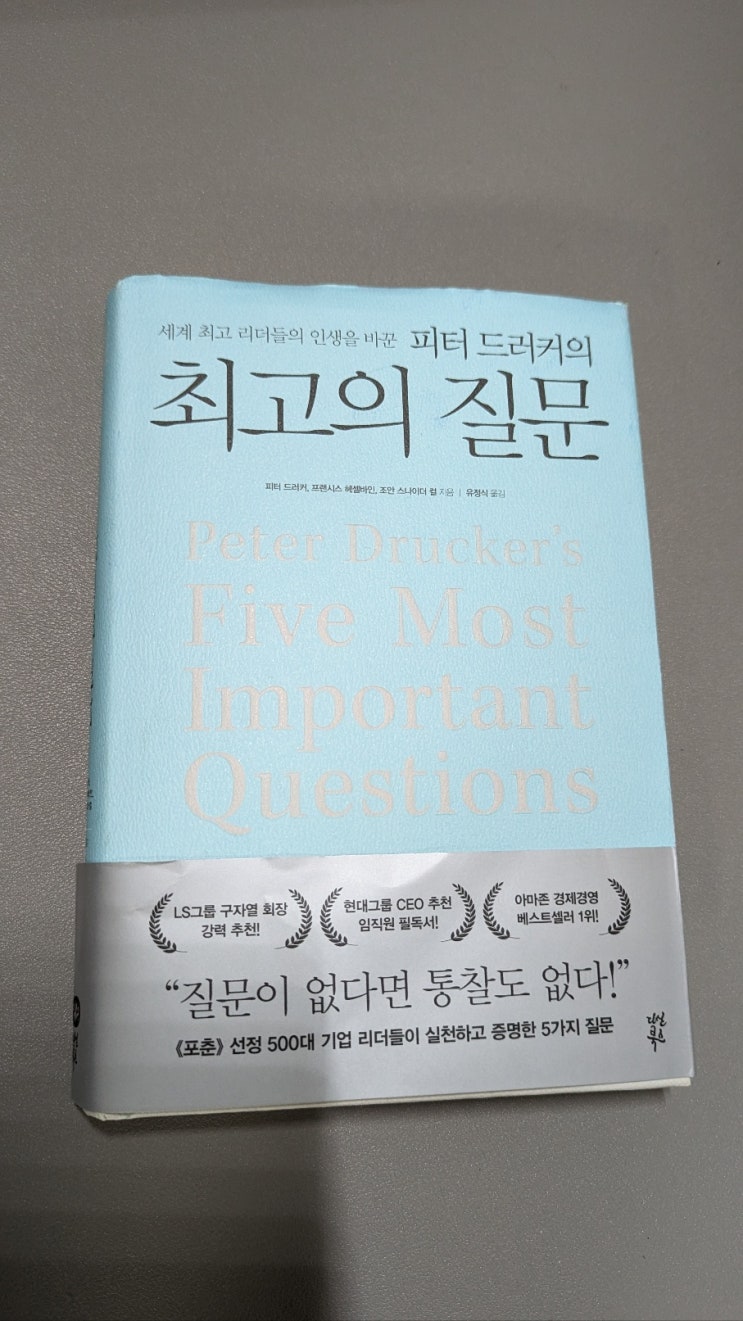 세계 최고 리더들의 인생을 바꾼 피터 드러커의
최고의 질문
피터 드러커, 프랜시스 헤셀바인, 조안 스나이더 컬 지음 | 유정식 옮김
Peter Drucker's
Five Most
Important
Questions
LS그룹 구자열 회장
강력 추천!
현대그룹 CEO 추천
임직원 필독서!
아마존 경제경영
베스트셀러 1위!
“질문이 없다면 통찰도 없다!”
《포춘》 선정 500대 기업 리더들이 실천하고 증명한 5가지 질문
다산
북스